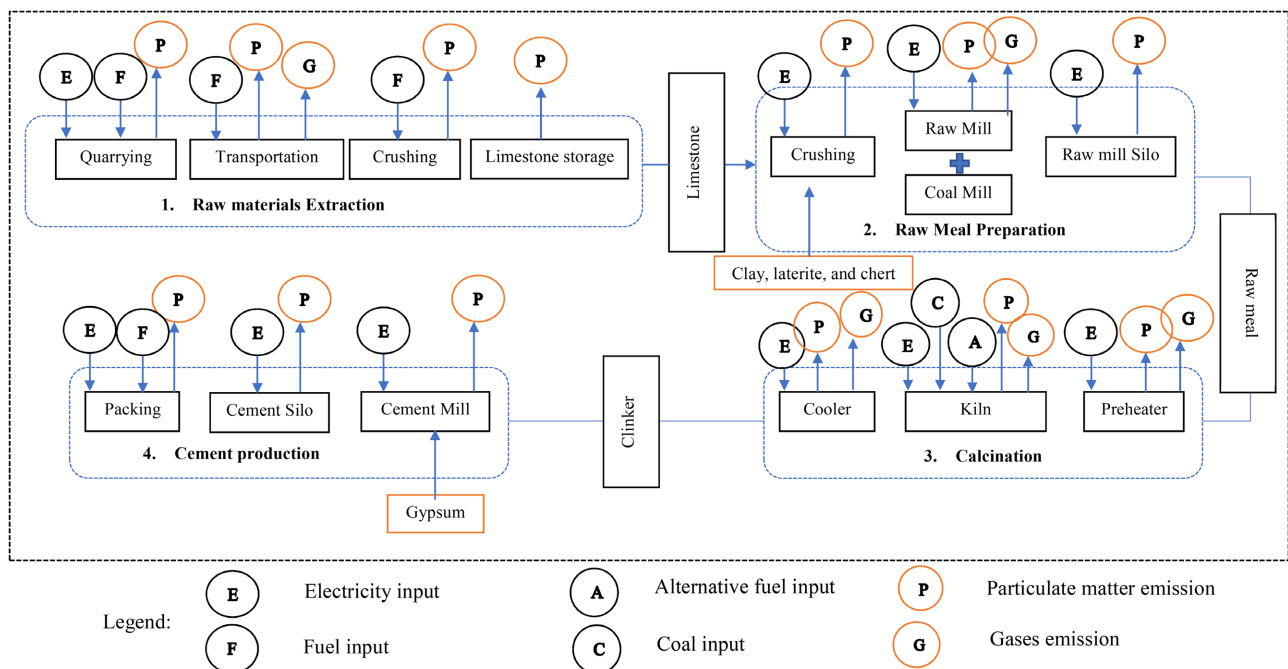 E F P F P G F P P
Quarrying
Transportation
Crushing
Limestone storage
1. Raw materials Extraction
Limestone
E P E P G E P
Crushing
Raw Mill
Coal Mill
Raw mill Silo
2. Raw Meal Preparation
Clay, laterite, and chert
Raw meal
E F P E P E P
Packing
Cement Silo
Cement Mill
4. Cement production
Gypsum
Clinker
E P G E C A P G E P G
Cooler
Kiln
Preheater
3. Calcination
Legend:
E Electricity input
A Alternative fuel input
P Particulate matter emission
F Fuel input
C Coal input
G Gases emission